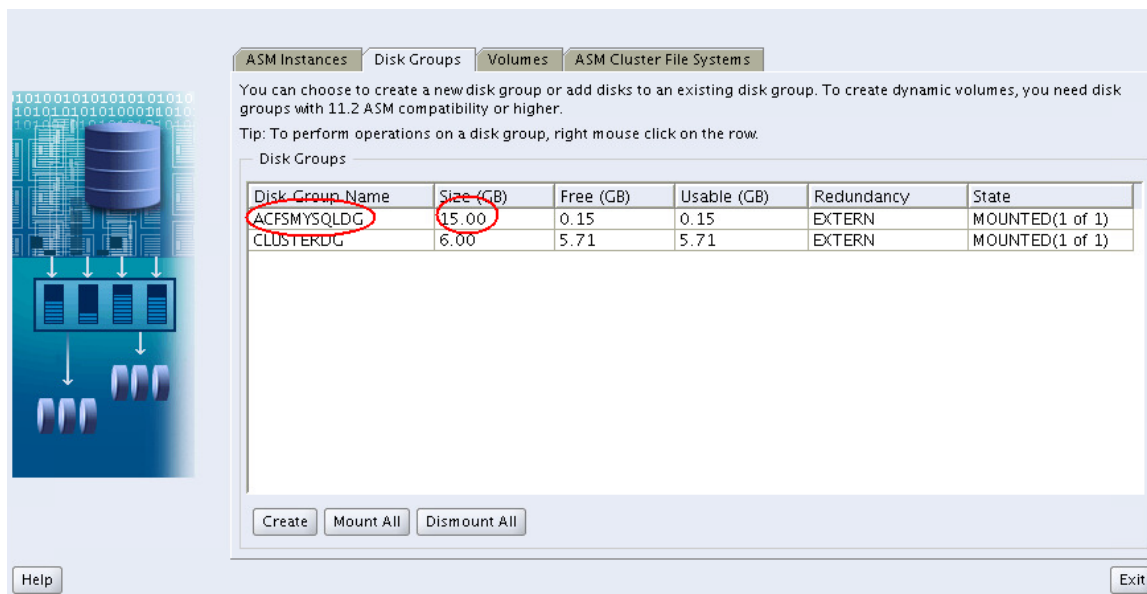 ASM Instances Disk Groups Volumes ASM Cluster File Systems
You can choose to create a new disk group or add disks to an existing disk group. To create dynamic volumes, you need disk
groups with 11.2 ASM compatibility or higher.
Tip: To perform operations on a disk group, right mouse click on the row.
Disk Groups
Disk Group Name Size (GB) Free (GB) Usable (GB) Redundancy State
ACFSMYSQLDG 15.00 0.15 0.15 EXTERN MOUNTED(1 of 1)
CLUSTERDG 6.00 5.71 5.71 EXTERN MOUNTED(1 of 1)
Create Mount All Dismount All
Help Exit